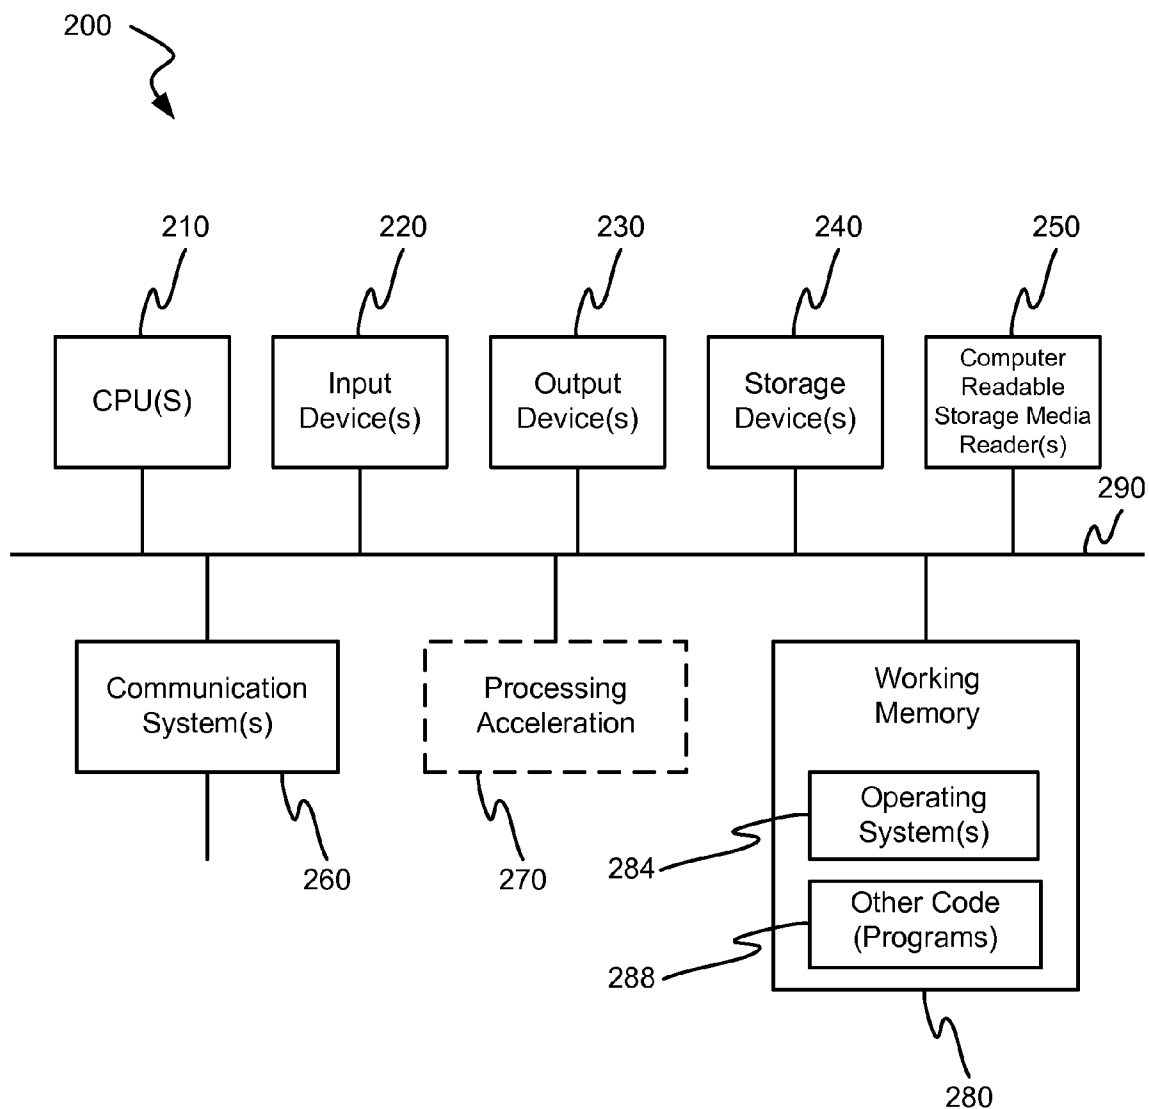 200
210
220
230
240
250
CPU(S)
Input
Device(s)
Output
Device(s)
Storage
Device(s)
Computer
Readable
Storage Media
Reader(s)
290
Communication
System(s)
Processing
Acceleration
Working
Memory
Operating
System(s)
Other Code
(Programs)
260
270
284
288
280